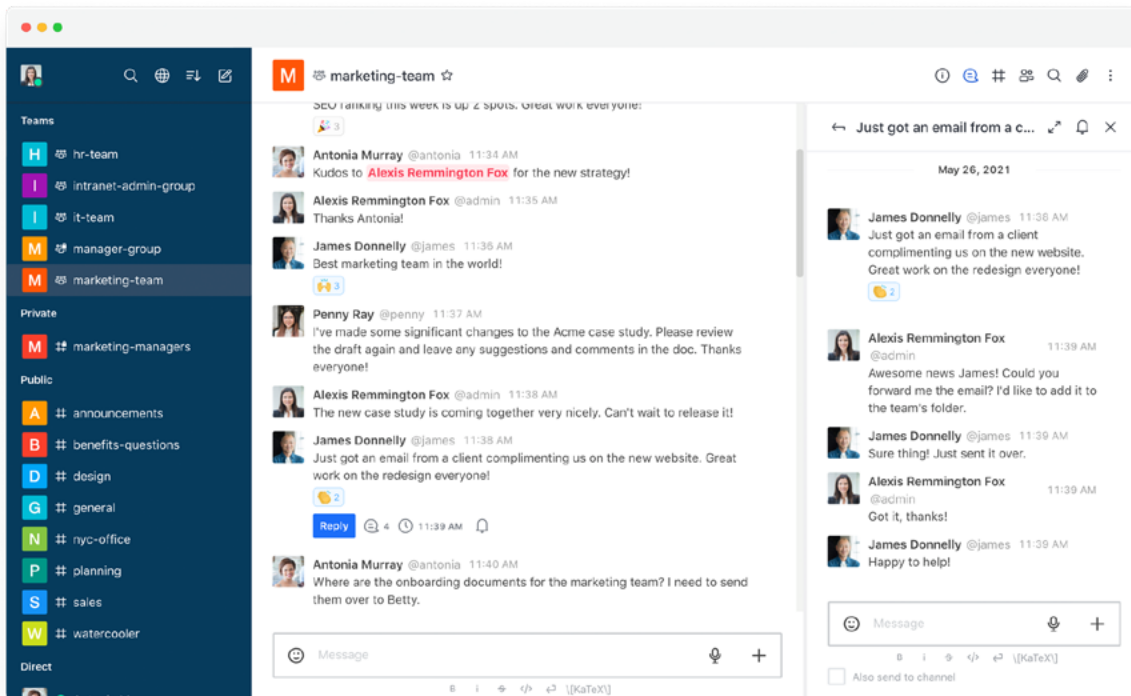 Teams
H hr-team
I intranet-admin-group
I it-team
M manager-group
M marketing-team
Private
M marketing-managers
Public
A # announcements
B # benefits-questions
D # design
G # general
N # nyc-office
P # planning
S # sales
W # watercooler
Direct
M marketing-team
SEO ranking this week is up 2 spots. Great work everyone!
3
Antonia Murray @antonia 11:34 AM
Kudos to Alexis Remmington Fox for the new strategy!
Alexis Remmington Fox @admin 11:35 AM
Thanks Antonia!
James Donnelly @james 11:36 AM
Best marketing team in the world!
3
Penny Ray @penny 11:37 AM
I've made some significant changes to the Acme case study. Please review
the draft again and leave any suggestions and comments in the doc. Thanks
everyone!
Alexis Remmington Fox @admin 11:38 AM
The new case study is coming together very nicely. Can't wait to release it!
James Donnelly @james 11:38 AM
Just got an email from a client complimenting us on the new website. Great
work on the redesign everyone!
2
Reply 4 11:39 AM
Antonia Murray @antonia 11:40 AM
Where are the onboarding documents for the marketing team? I need to send
them over to Betty.
Message
B i S </> \[KaTeX\]
Just got an email from a c...
May 26, 2021
James Donnelly @james 11:38 AM
Just got an email from a client
complimenting us on the new website.
Great work on the redesign everyone!
2
Alexis Remmington Fox
@admin 11:39 AM
Awesome news James! Could you
forward me the email? I'd like to add it to
the team's folder.
James Donnelly @james 11:39 AM
Sure thing! Just sent it over.
Alexis Remmington Fox
@admin 11:39 AM
Got it, thanks!
James Donnelly @james 11:39 AM
Happy to help!
Message
B i S </> \[KaTeX\]
Also send to channel